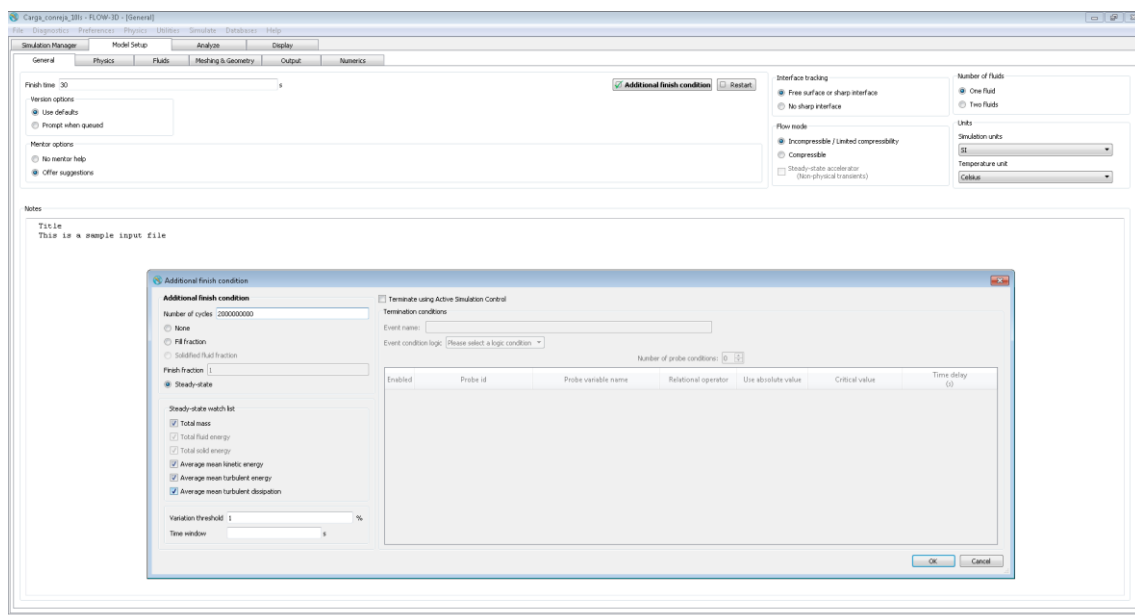 Carga_conreja_18ls - FLOW-3D - [General]
File Diagnostics Preferences Physics Utilities Simulate Databases Help
Simulation Manager Model Setup Analyze Display
General Physics Fluids Meshing & Geometry Output Numerics
Finish time 30 s
Additional finish condition Restart
Version options
Use defaults
Prompt when queued
Mentor options
No mentor help
Offer suggestions
Interface tracking
Free surface or sharp interface
No sharp interface
Flow mode
Incompressible / Limited compressibility
Compressible
Steady-state accelerator
(Non-physical transients)
Number of fluids
One fluid
Two fluids
Units
Simulation units
SI
Temperature unit
Celsius
Notes
Title
This is a sample input file
Additional finish condition
Additional finish condition
Number of cycles 2000000000
None
Fill fraction
Solidified fluid fraction
Finish fraction 1
Steady-state
Steady-state watch list
Total mass
Total fluid energy
Total solid energy
Average mean kinetic energy
Average mean turbulent energy
Average mean turbulent dissipation
Variation threshold 1 %
Time window s
Terminate using Active Simulation Control
Termination conditions
Event name:
Event condition logic Please select a logic condition
Number of probe conditions: 0
Enabled Probe id Probe variable name Relational operator Use absolute value Critical value Time delay
(s)
OK Cancel